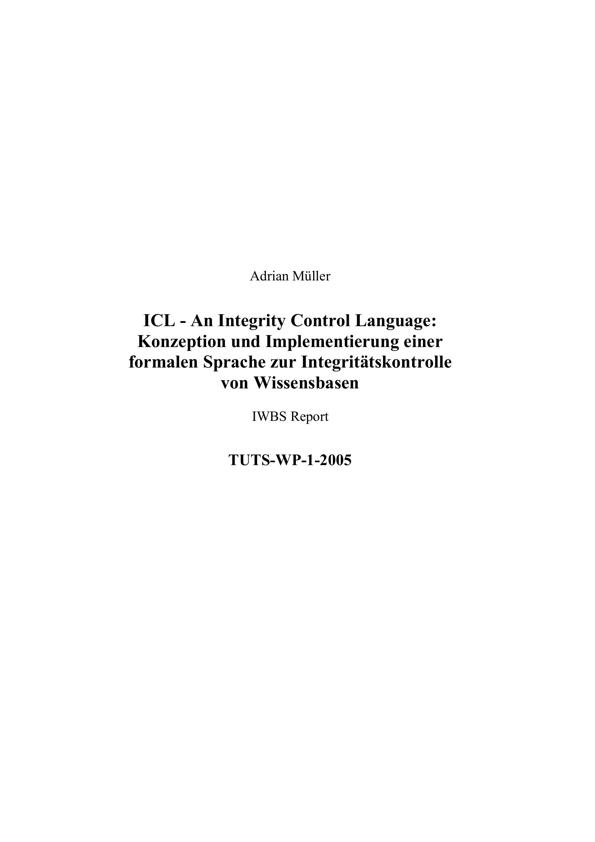 Adrian Müller
ICL - An Integrity Control Language:
Konzeption und Implementierung einer
formalen Sprache zur Integritätskontrolle
von Wissensbasen
IWBS Report
TUTS-WP-1-2005